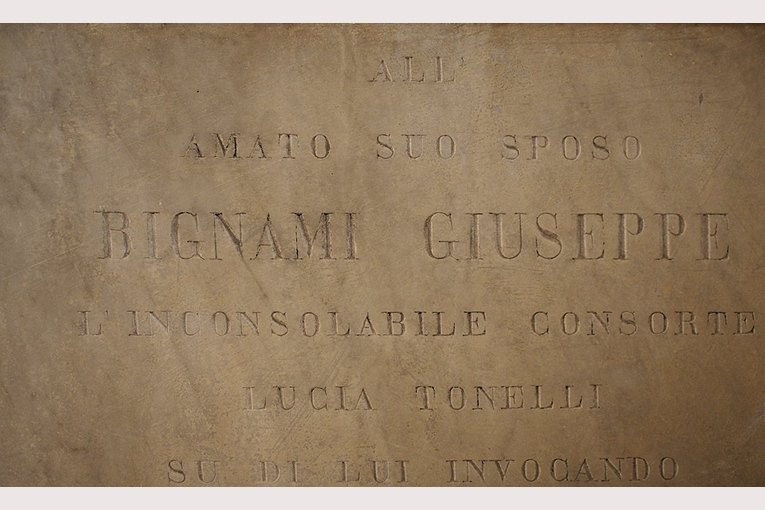 ALL'
AMATO SUO SPOSO
BIGNAMI GIUSEPPE
L'INCONSOLABILE CONSORTE
LUCIA TONELLI
SU DI LUI INVOCANDO